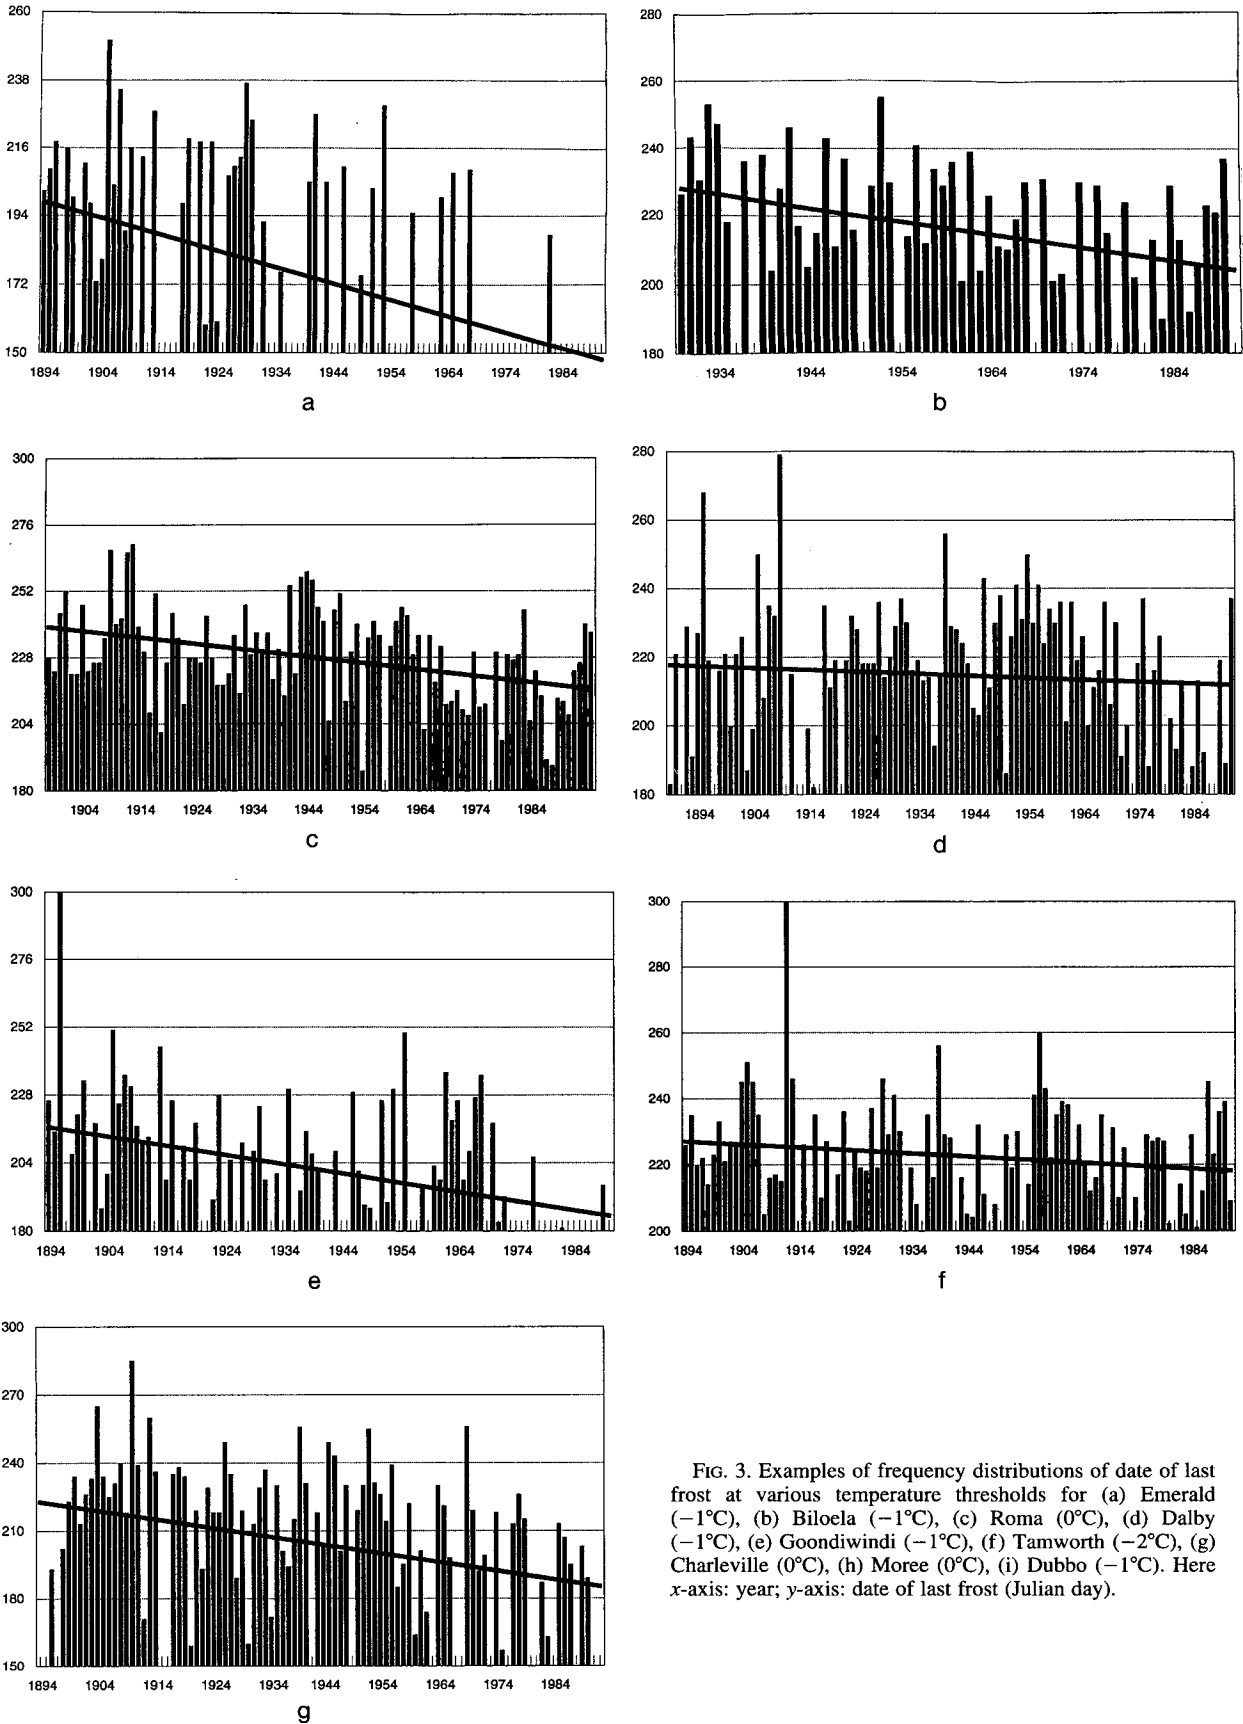 260
238
216
194
172
150
1894 1904 1914 1924 1934 1944 1954 1964 1974 1984
a
280
260
240
220
200
180
1934 1944 1954 1964 1974 1984
b
300
276
252
228
204
180
1904 1914 1924 1934 1944 1954 1964 1974 1984
c
280
260
240
220
200
180
1894 1904 1914 1924 1934 1944 1954 1964 1974 1984
d
300
276
252
228
204
180
1894 1904 1914 1924 1934 1944 1954 1964 1974 1984
e
300
280
260
240
220
200
1894 1904 1914 1924 1934 1944 1954 1964 1974 1984
f
300
270
240
210
180
150
1894 1904 1914 1924 1934 1944 1954 1964 1974 1984
g
FIG. 3. Examples of frequency distributions of date of last
frost at various temperature thresholds for (a) Emerald
(−1°C), (b) Biloela (−1°C), (c) Roma (0°C), (d) Dalby
(−1°C), (e) Goondiwindi (−1°C), (f) Tamworth (−2°C), (g)
Charleville (0°C), (h) Moree (0°C), (i) Dubbo (−1°C). Here
x-axis: year; y-axis: date of last frost (Julian day).